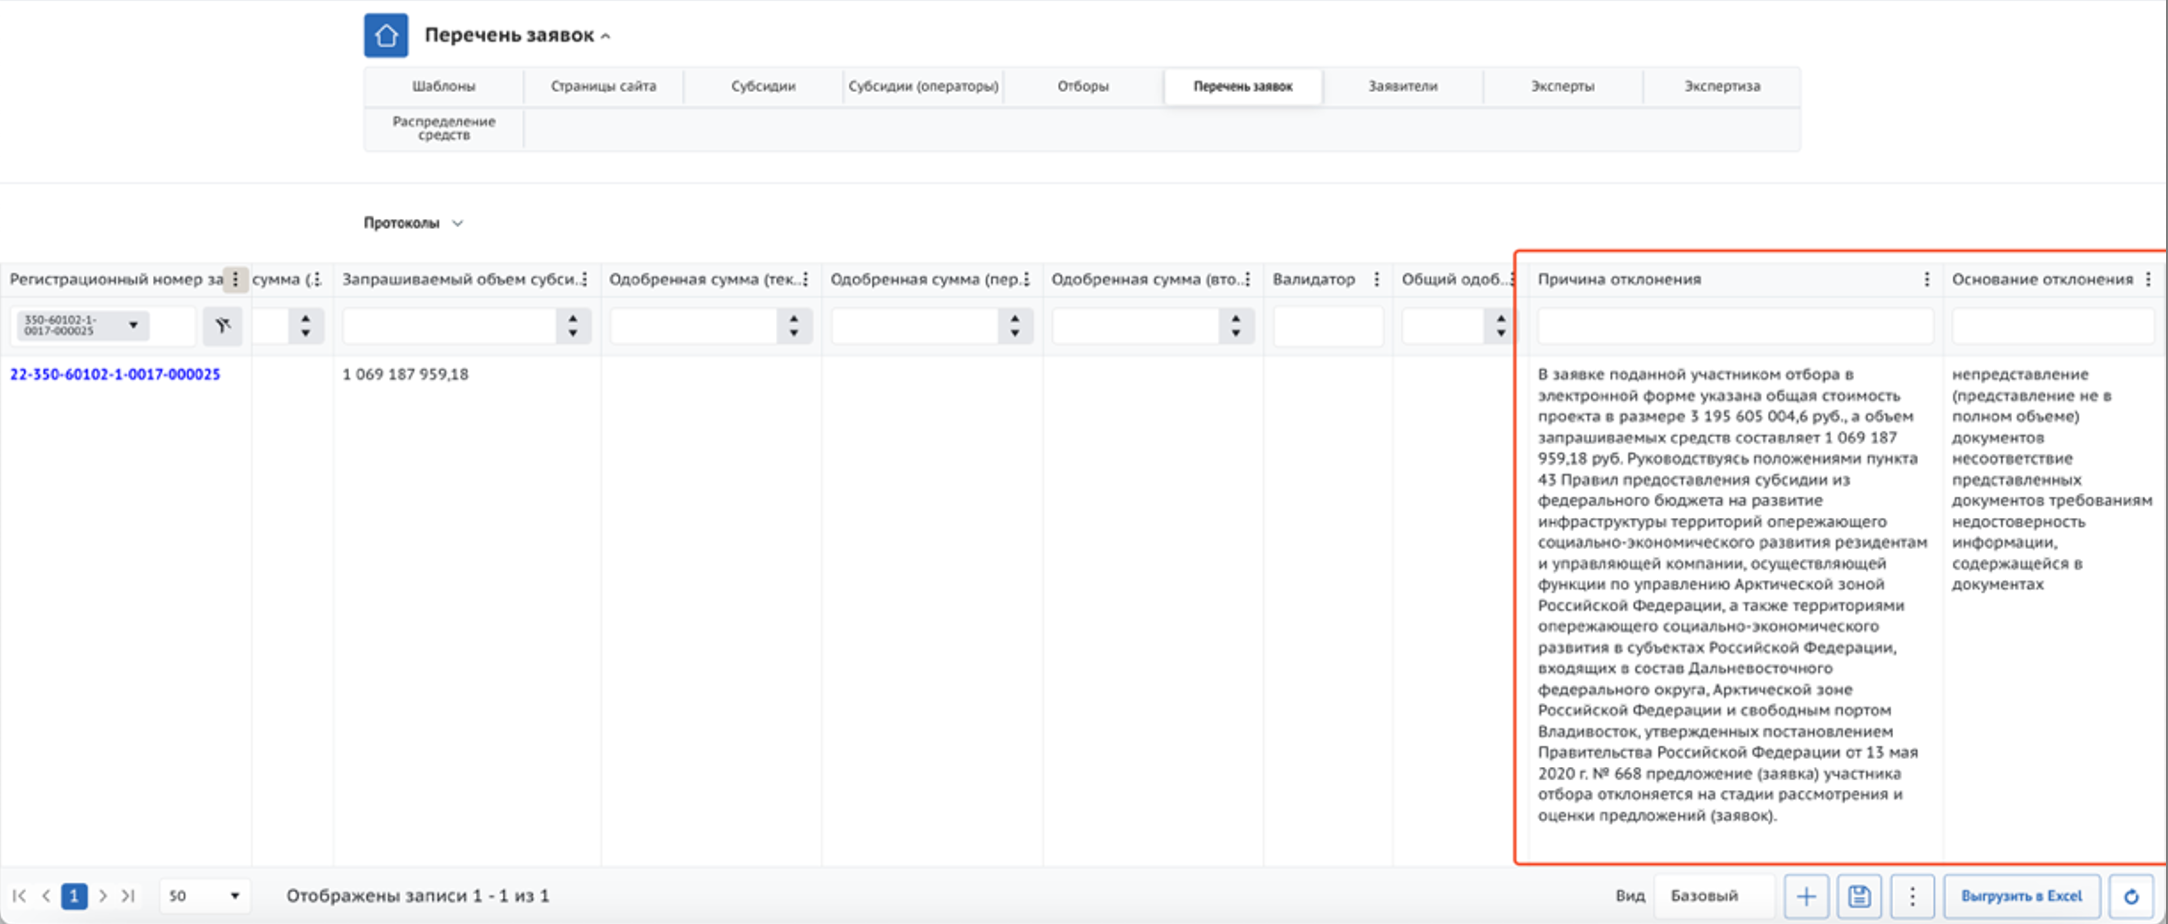 Перечень заявок
Шаблоны
Страницы сайта
Субсидии
Субсидии (операторы)
Отборы
Перечень заявок
Заявители
Эксперты
Экспертиза
Распределение
средств
Протоколы
Регистрационный номер за
сумма (..
Запрашиваемый объем субси..
Одобренная сумма (тек..
Одобренная сумма (пер..
Одобренная сумма (вто..
Валидатор
Общий одоб..
Причина отклонения
Основание отклонения
350-60102-1-
0017-000025
22-350-60102-1-0017-000025
1 069 187 959,18
В заявке поданной участником отбора в
электронной форме указана общая стоимость
проекта в размере 3 195 605 004,6 руб., а объем
запрашиваемых средств составляет 1 069 187
959,18 руб. Руководствуясь положениями пункта
43 Правил предоставления субсидии из
федерального бюджета на развитие
инфраструктуры территорий опережающего
социально-экономического развития резидентам
и управляющей компании, осуществляющей
функции по управлению Арктической зоной
Российской Федерации, а также территориями
опережающего социально-экономического
развития в субъектах Российской Федерации,
входящих в состав Дальневосточного
федерального округа, Арктической зоне
Российской Федерации и свободным портом
Владивосток, утвержденных постановлением
Правительства Российской Федерации от 13 мая
2020 г. № 668 предложение (заявка) участника
отбора отклоняется на стадии рассмотрения и
оценки предложений (заявок).
непредставление
(представление не в
полном объеме)
документов
несоответствие
представленных
документов требованиям
недостоверность
информации,
содержащейся в
документах
1
50
Отображены записи 1 - 1 из 1
Вид
Базовый
Выгрузить в Excel